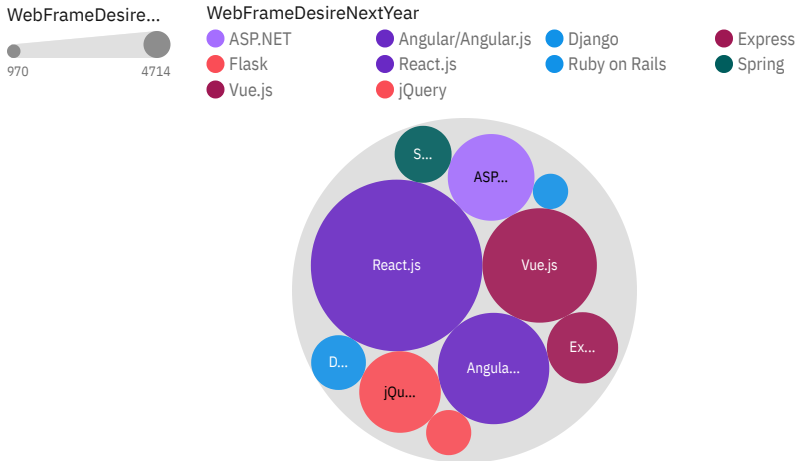 WebFrameDesire...
970
4714
WebFrameDesireNextYear
ASP.NET
Angular/Angular.js
Django
Express
Flask
React.js
Ruby on Rails
Spring
Vue.js
jQuery
S...
ASP...
React.js
Vue.js
Ex...
D...
Angula...
jQu...